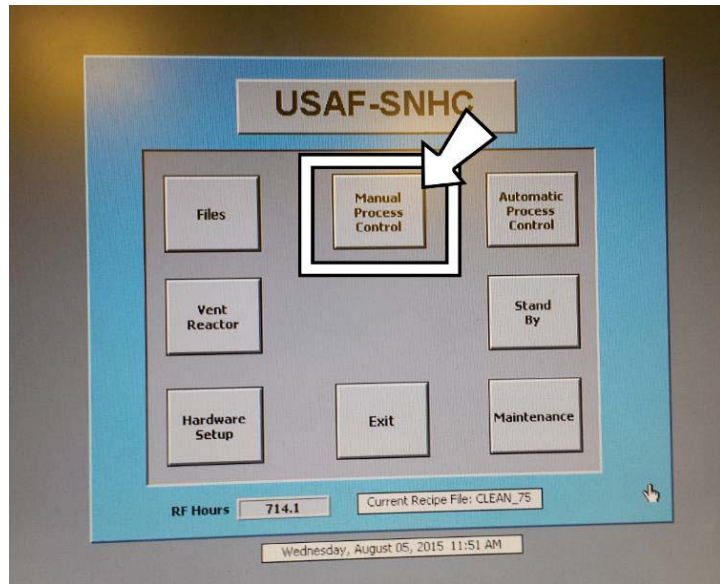 USAF-SNHC
Files
Manual
Process
Control
Automatic
Process
Control
Vent
Reactor
Stand
By
Hardware
Setup
Exit
Maintenance
RF Hours 714.1
Current Recipe File: CLEAN_75
Wednesday, August 05, 2015 11:51 AM